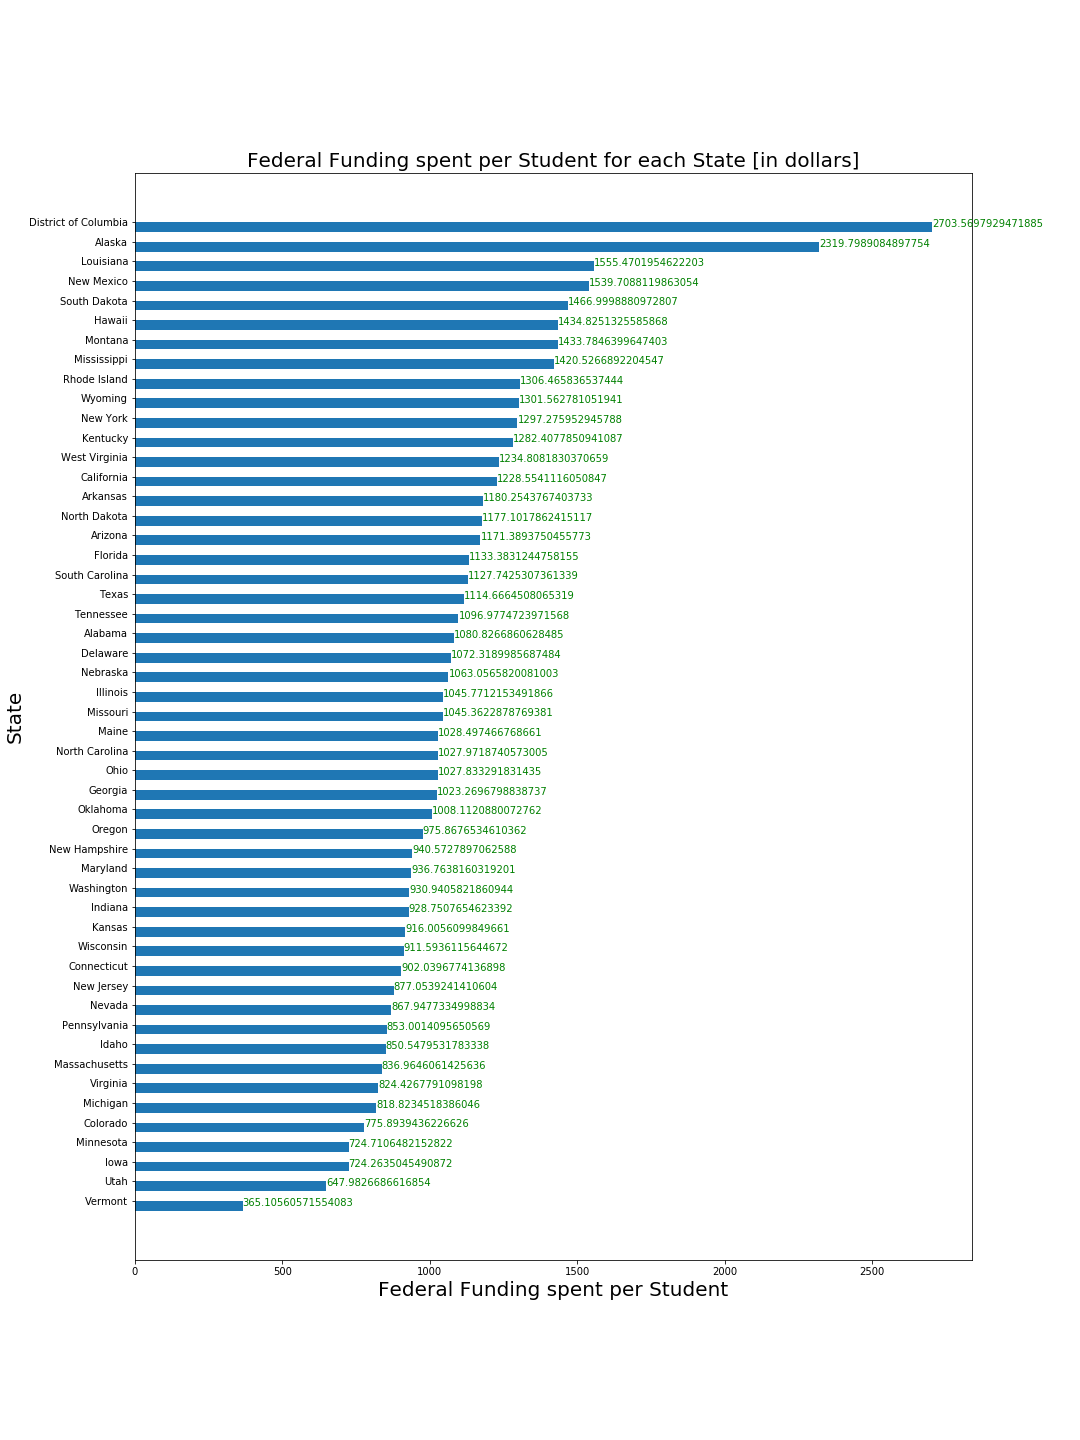 Federal Funding spent per Student for each State [in dollars]
District of Columbia 2703.5697929471885
Alaska 2319.7989084897754
Louisiana 1555.4701954622203
New Mexico 1539.7088119863054
South Dakota 1466.9998880972807
Hawaii 1434.8251325585868
Montana 1433.7846399647403
Mississippi 1420.5266892204547
Rhode Island 1306.465836537444
Wyoming 1301.562781051941
New York 1297.275952945788
Kentucky 1282.4077850941087
West Virginia 1234.8081830370659
California 1228.5541116050847
Arkansas 1180.2543767403733
North Dakota 1177.1017862415117
Arizona 1171.3893750455773
Florida 1133.3831244758155
South Carolina 1127.7425307361339
Texas 1114.6664508065319
Tennessee 1096.9774723971568
Alabama 1080.8266860628485
Delaware 1072.3189985687484
Nebraska 1063.0565820081003
Illinois 1045.7712153491866
Missouri 1045.3622878769381
Maine 1028.497466768661
North Carolina 1027.9718740573005
Ohio 1027.833291831435
Georgia 1023.2696798838737
Oklahoma 1008.1120880072762
Oregon 975.8676534610362
New Hampshire 940.5727897062588
Maryland 936.7638160319201
Washington 930.9405821860944
Indiana 928.7507654623392
Kansas 916.0056099849661
Wisconsin 911.5936115644672
Connecticut 902.0396774136898
New Jersey 877.0539241410604
Nevada 867.9477334998834
Pennsylvania 853.0014095650569
Idaho 850.5479531783338
Massachusetts 836.9646061425636
Virginia 824.4267791098198
Michigan 818.8234518386046
Colorado 775.8939436226626
Minnesota 724.7106482152822
Iowa 724.2635045490872
Utah 647.9826686616854
Vermont 365.10560571554083
State
0 500 1000 1500 2000 2500
Federal Funding spent per Student